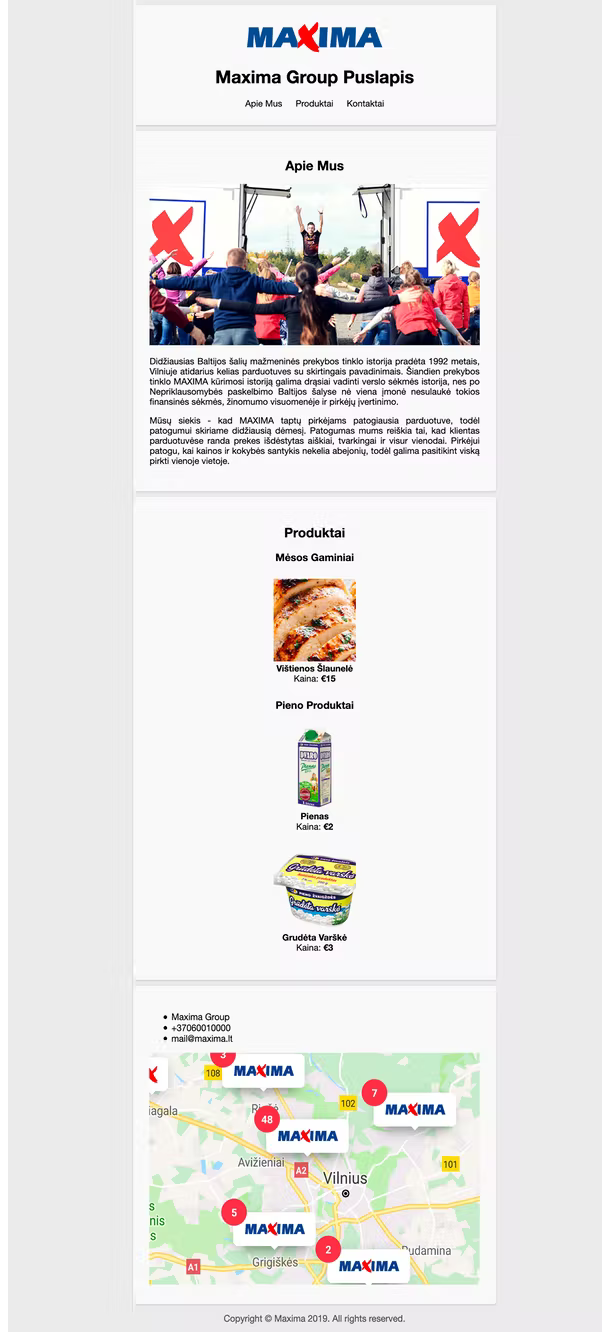 MAXIMA
Maxima Group Puslapis
Apie Mus Produktai Kontaktai
Apie Mus
Didžiausias Baltijos šalių mažmeninės prekybos tinklo istorija pradėta 1992 metais,
Vilniuje atidarius kelias parduotuves su skirtingais pavadinimais. Šiandien prekybos
tinklo MAXIMA kūrimosi istoriją galima drąsiai vadinti verslo sėkmės istorija, nes po
Nepriklausomybės paskelbimo Baltijos šalyse nė viena įmonė nesulaukė tokios
finansinės sėkmės, žinomumo visuomenėje ir pirkėjų įvertinimo.
Mūsų siekis - kad MAXIMA taptų pirkėjams patogiausia parduotuve, todėl
patogumui skiriame didžiausią dėmesį. Patogumas mums reiškia tai, kad klientas
parduotuvėse randa prekes išdėstytas aiškiai, tvarkingai ir visur vienodai. Pirkėjui
patogu, kai kainos ir kokybės santykis nekelia abejonių, todėl galima pasitikint viską
pirkti vienoje vietoje.
Produktai
Mėsos Gaminiai
Vištienos Šlaunelė
Kaina: €15
Pieno Produktai
Pienas
Kaina: €2
Grūdėta varškė
Grūdėta varškė
Grudėta Varškė
Kaina: €3
Maxima Group
+37060010000
mail@maxima.lt
3
MAXIMA
108
7
MAXIMA
102
iagala
48
MAXIMA
Avižieniai
A2
101
Vilnius
s
nis
s
5
MAXIMA
2
MAXIMA
Rudamina
Grigiškės
A1
Copyright © Maxima 2019. All rights reserved.